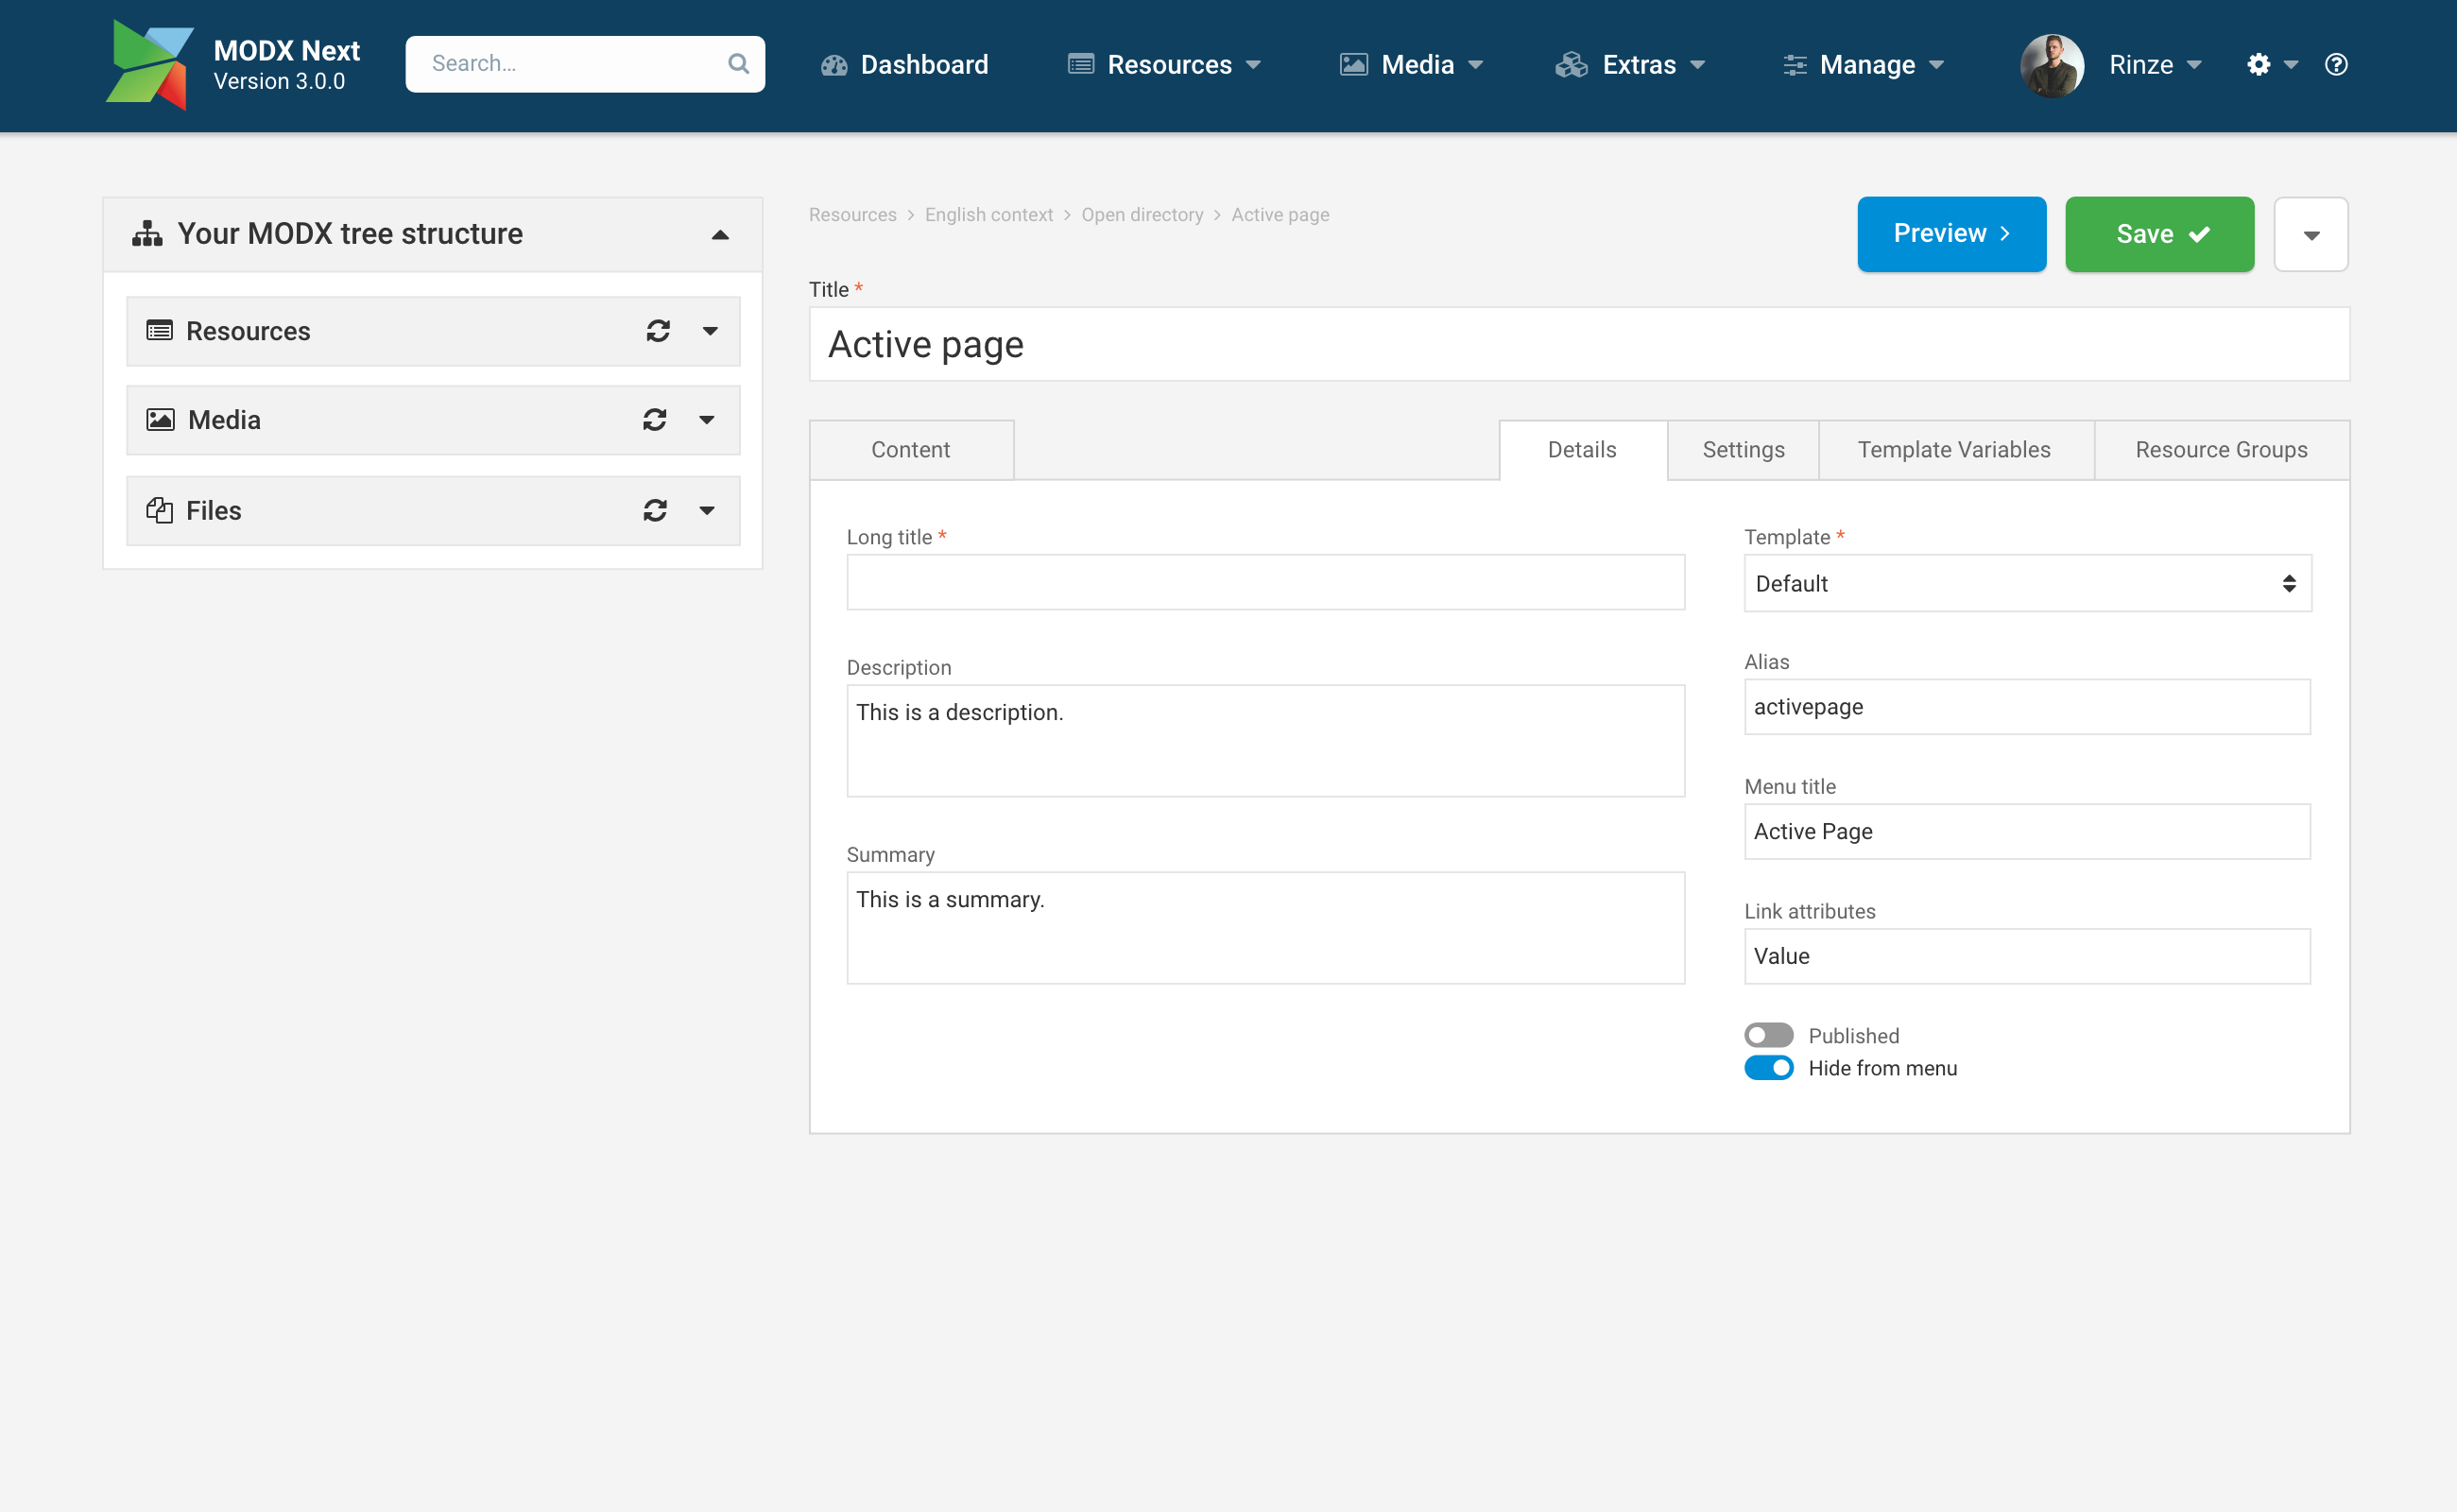 MODX Next
Version 3.0.0
Search...
Dashboard
Resources
Media
Extras
Manage
Rinze
Your MODX tree structure
Resources
Media
Files
Resources > English context > Open directory > Active page
Preview >
Save
Title *
Active page
Content
Details
Settings
Template Variables
Resource Groups
Long title *
Description
This is a description.
Summary
This is a summary.
Template *
Default
Alias
activepage
Menu title
Active Page
Link attributes
Value
Published
Hide from menu